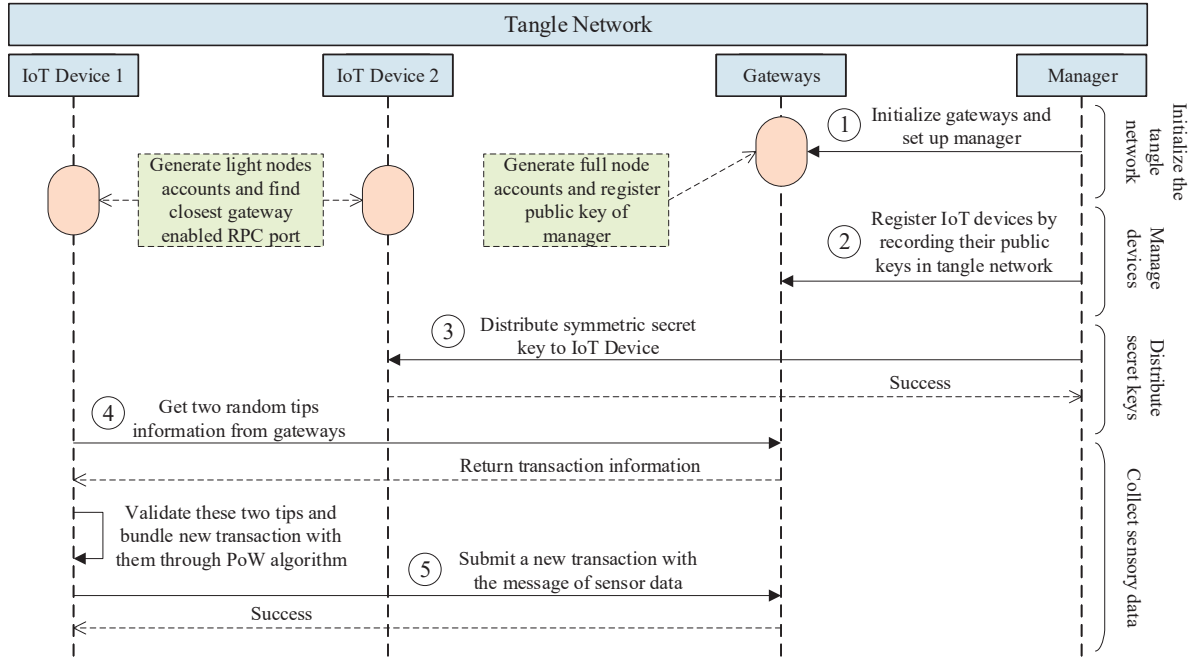 Tangle Network
IoT Device 1
IoT Device 2
Gateways
Manager
1
Initialize gateways and
set up manager
Initialize the
tangle
network
Generate light nodes
accounts and find
closest gateway
enabled RPC port
Generate full node
accounts and register
public key of
manager
2
Register IoT devices by
recording their public
keys in tangle network
Manage
devices
3
Distribute symmetric secret
key to IoT Device
Success
Distribute
secret keys
4
Get two random tips
information from gateways
Return transaction information
Validate these two tips and
bundle new transaction with
them through PoW algorithm
5
Submit a new transaction with
the message of sensor data
Success
Collect sensory data